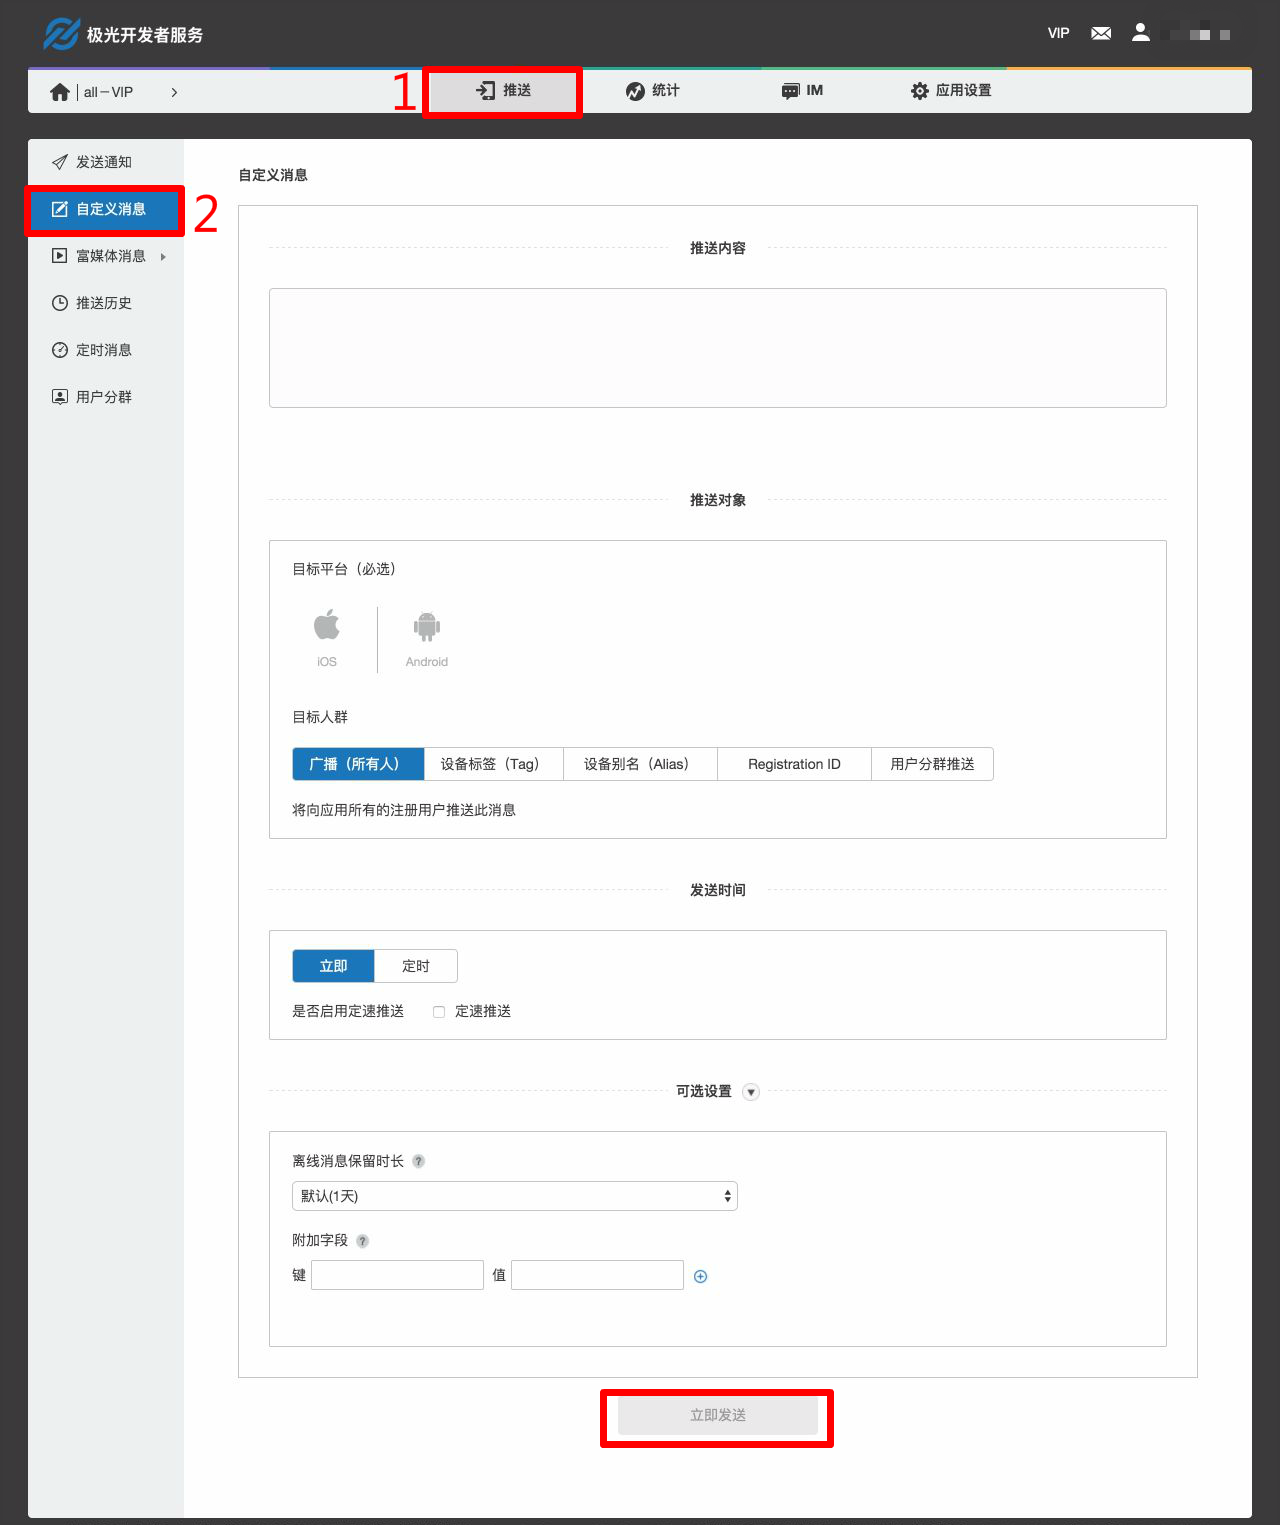 极光开发者服务
VIP
all－VIP
1
推送
统计
IM
应用设置
发送通知
自定义消息
2
富媒体消息
推送历史
定时消息
用户分群
自定义消息
推送内容
推送对象
目标平台（必选）
iOS
Android
目标人群
广播（所有人） 设备标签（Tag） 设备别名（Alias） Registration ID 用户分群推送
将向应用所有的注册用户推送此消息
发送时间
立即 定时
是否启用定速推送 定速推送
可选设置
离线消息保留时长 ?
默认(1天)
附加字段 ?
键 值
立即发送